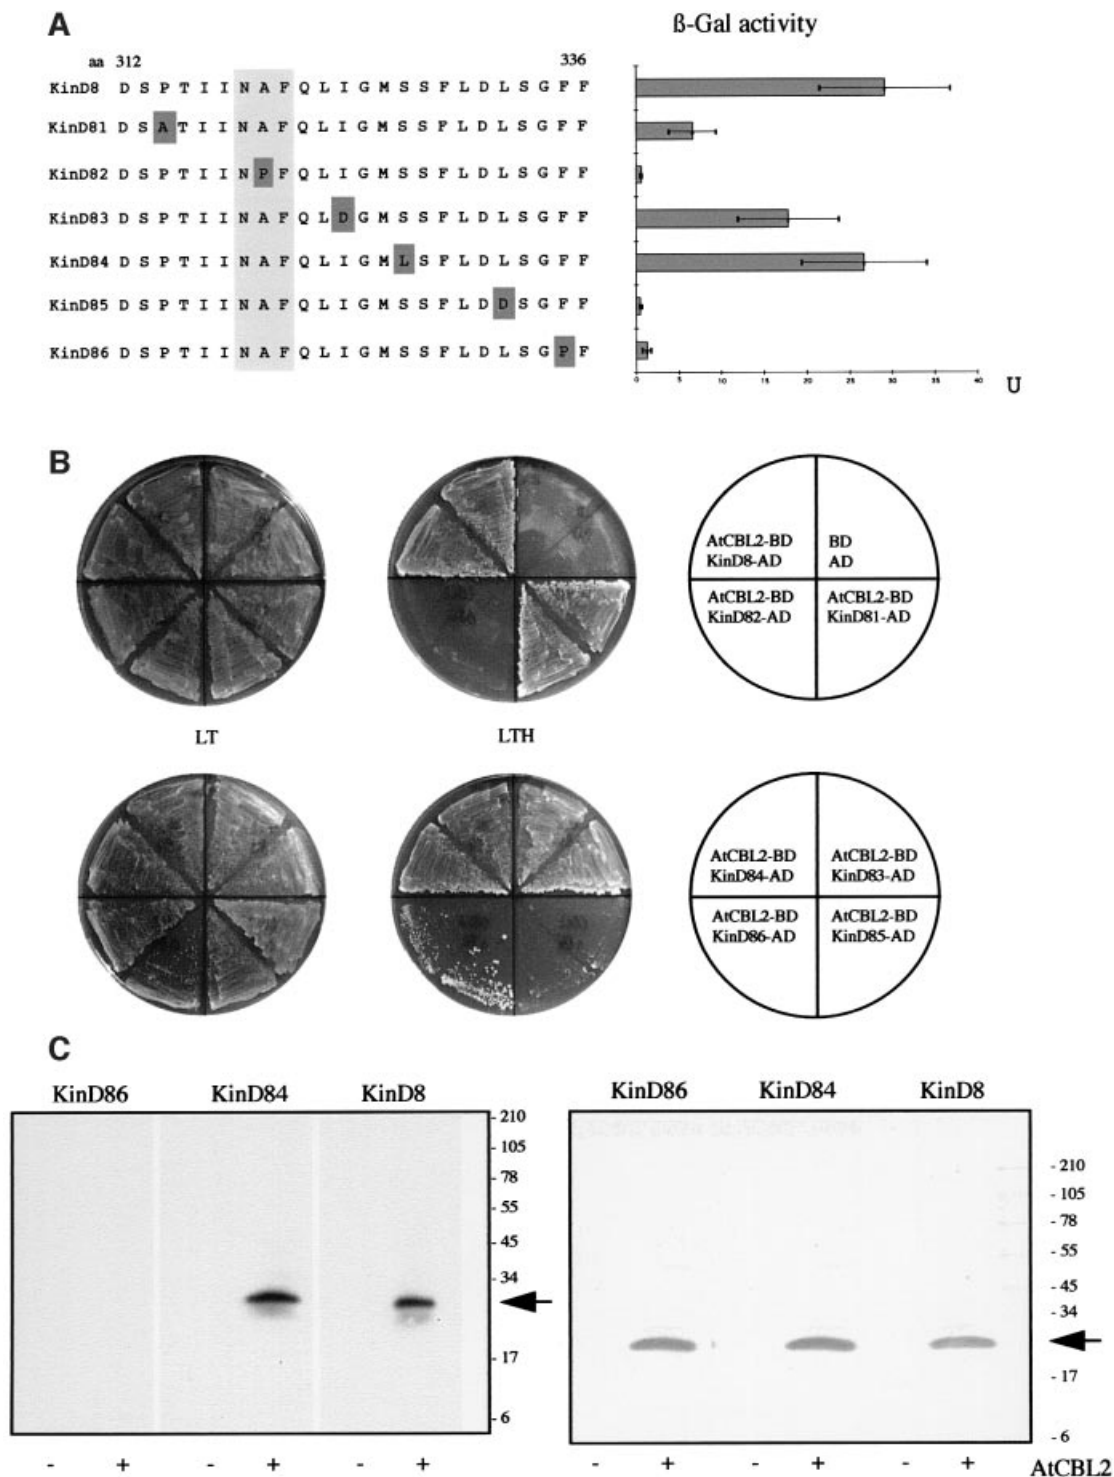 A
ß-Gal activity
aa 312
336
KinD8 D S P T I I N A F Q L I G M S S F L D L S G F F
KinD81 D S A T I I N A F Q L I G M S S F L D L S G F F
KinD82 D S P T I I N P F Q L I G M S S F L D L S G F F
KinD83 D S P T I I N A F Q L D G M S S F L D L S G F F
KinD84 D S P T I I N A F Q L I G M L S F L D L S G F F
KinD85 D S P T I I N A F Q L I G M S S F L D D S G F F
KinD86 D S P T I I N A F Q L I G M S S F L D L S G P F
0 5 10 15 20 25 30 35 40
U
B
AtCBL2-BD
KinD8-AD
BD
AD
AtCBL2-BD
KinD82-AD
AtCBL2-BD
KinD81-AD
LT
LTH
AtCBL2-BD
KinD84-AD
AtCBL2-BD
KinD83-AD
AtCBL2-BD
KinD86-AD
AtCBL2-BD
KinD85-AD
C
KinD86 KinD84 KinD8
- 210
- 105
- 78
- 55
- 45
- 34
- 17
- 6
- + - + - +
KinD86 KinD84 KinD8
- 210
- 105
- 78
- 55
- 45
- 34
- 17
- 6
- + - + - + AtCBL2